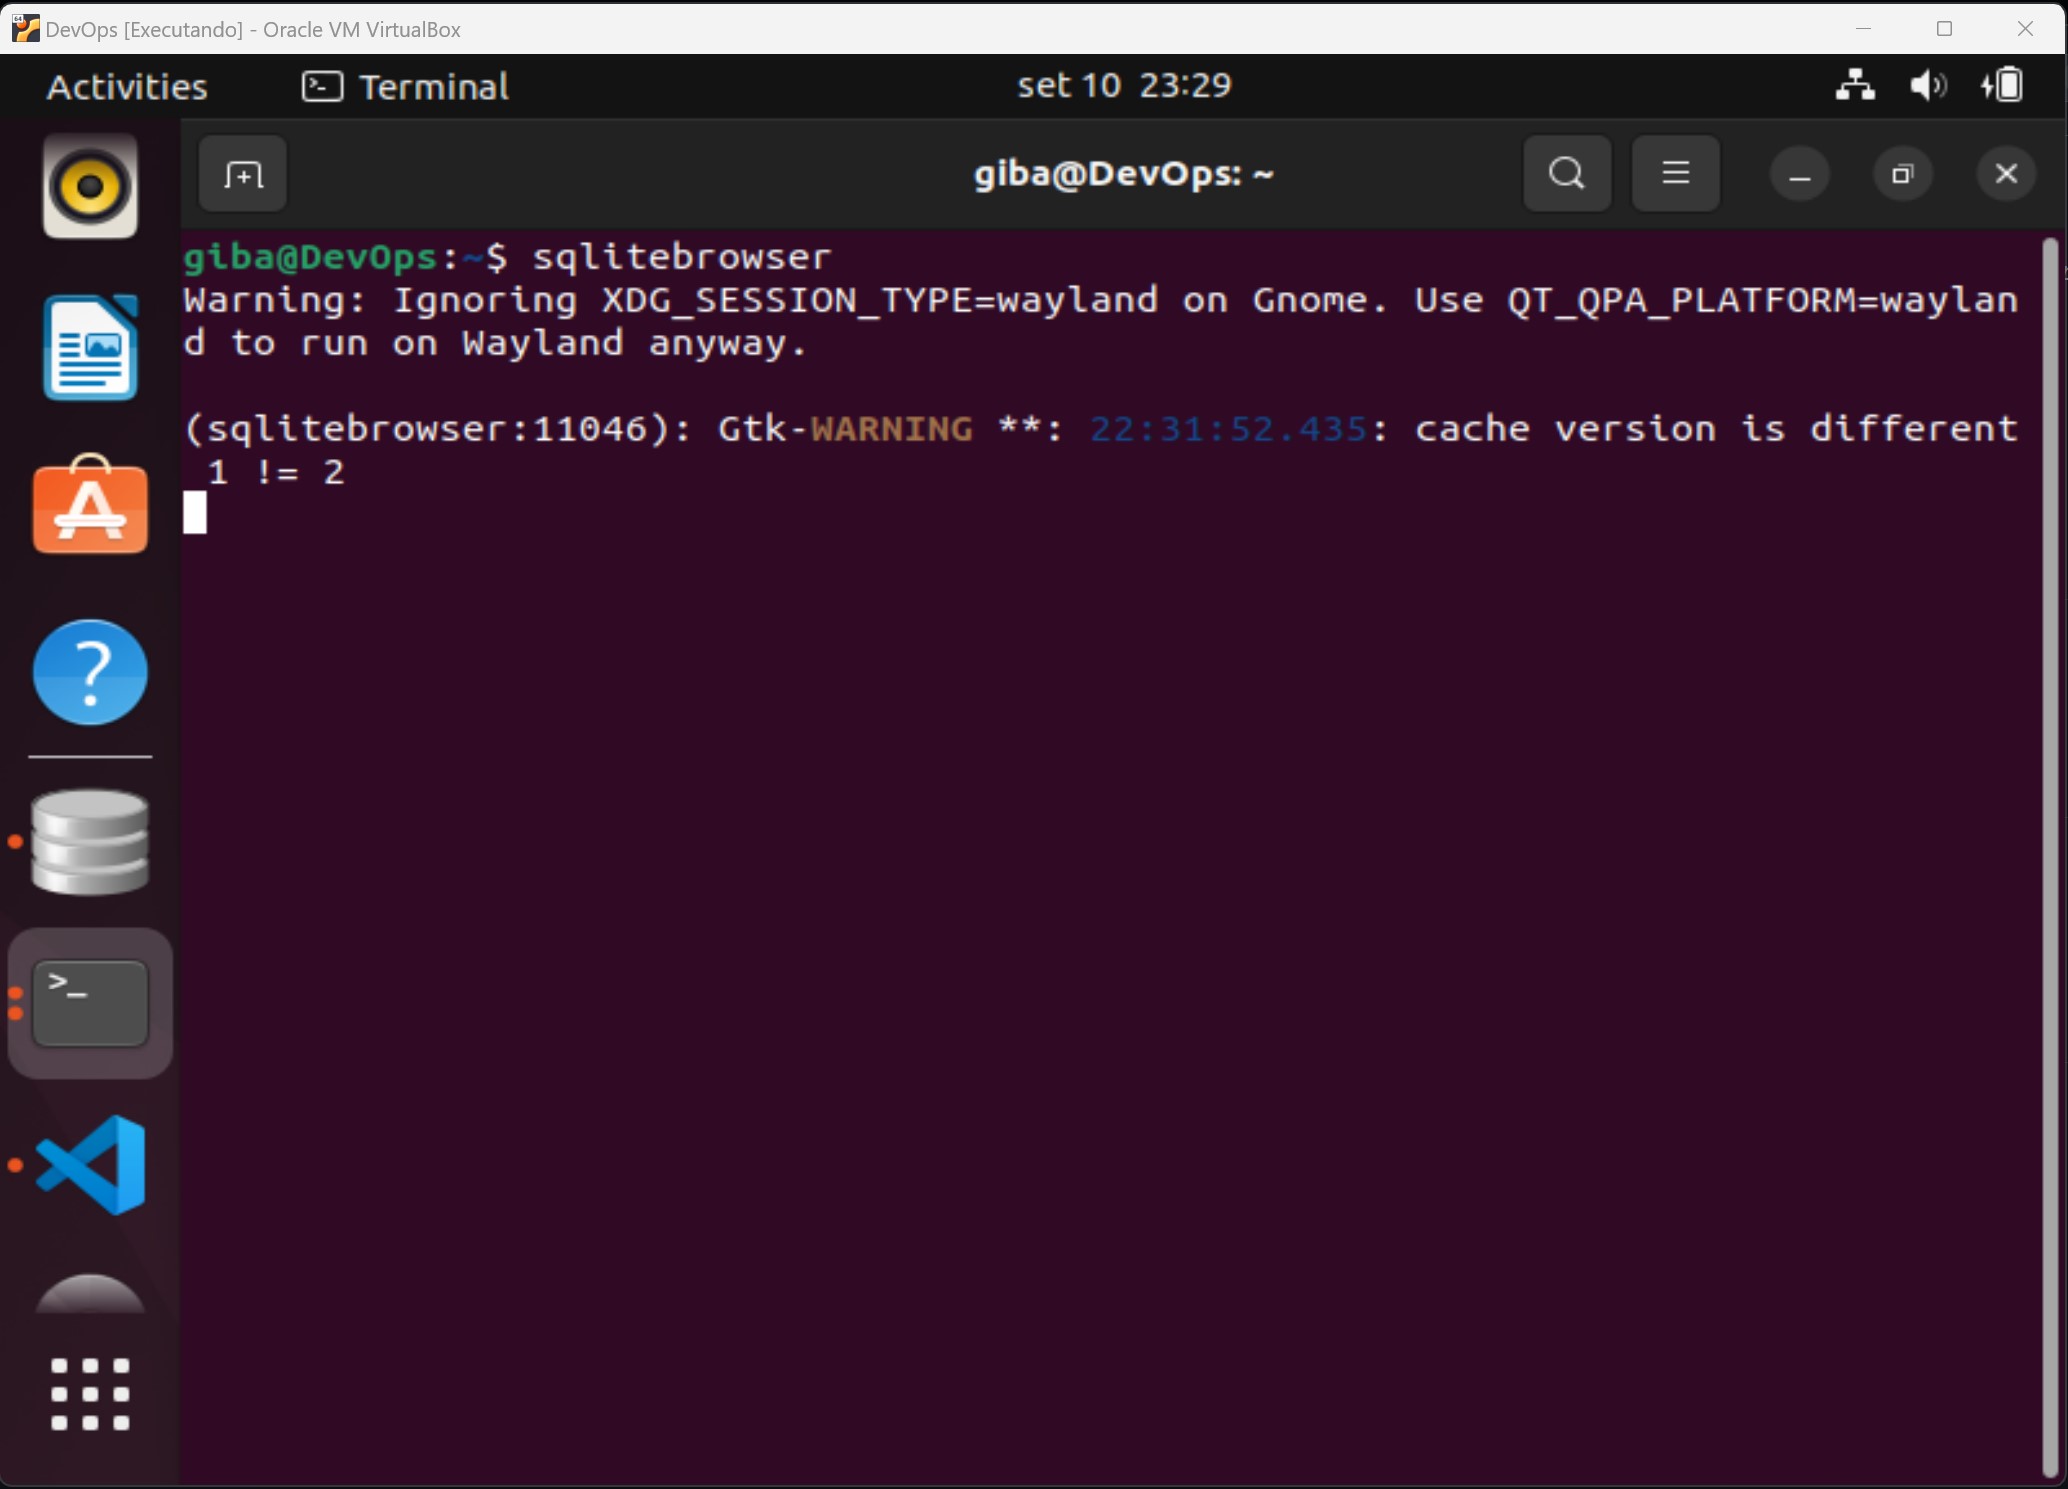 DevOps [Executando] - Oracle VM VirtualBox
Activities
Terminal
set 10 23:29
giba@DevOps: ~
giba@DevOps:~$ sqlitebrowser
Warning: Ignoring XDG_SESSION_TYPE=wayland on Gnome. Use QT_QPA_PLATFORM=waylan
d to run on Wayland anyway.
(sqlitebrowser:11046): Gtk-WARNING **: 22:31:52.435: cache version is different
1 != 2